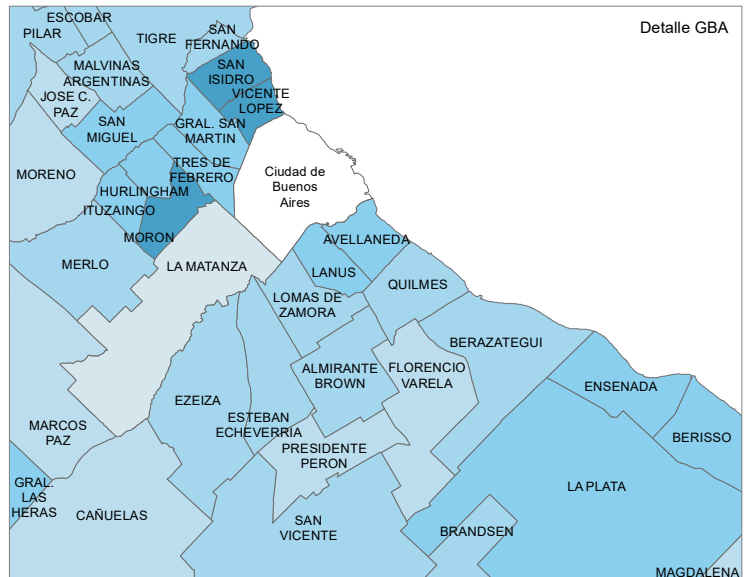 Detalle GBA
ESCOBAR
PILAR
TIGRE
SAN
FERNANDO
MALVINAS
ARGENTINAS
SAN
ISIDRO
JOSE C.
PAZ
VICENTE
LOPEZ
SAN
MIGUEL
GRAL. SAN
MARTIN
MORENO
TRES DE
FEBRERO
Ciudad de
Buenos
Aires
HURLINGHAM
ITUZAINGO
MORON
AVELLANEDA
MERLO
LA MATANZA
LANUS
QUILMES
LOMAS DE
ZAMORA
BERAZATEGUI
ALMIRANTE
BROWN
FLORENCIO
VARELA
ENSENADA
EZEIZA
ESTEBAN
ECHEVERRIA
MARCOS
PAZ
BERISSO
PRESIDENTE
PERON
GRAL.
LAS
HERAS
LA PLATA
CAÑUELAS
SAN
VICENTE
BRANDSEN
MAGDALENA